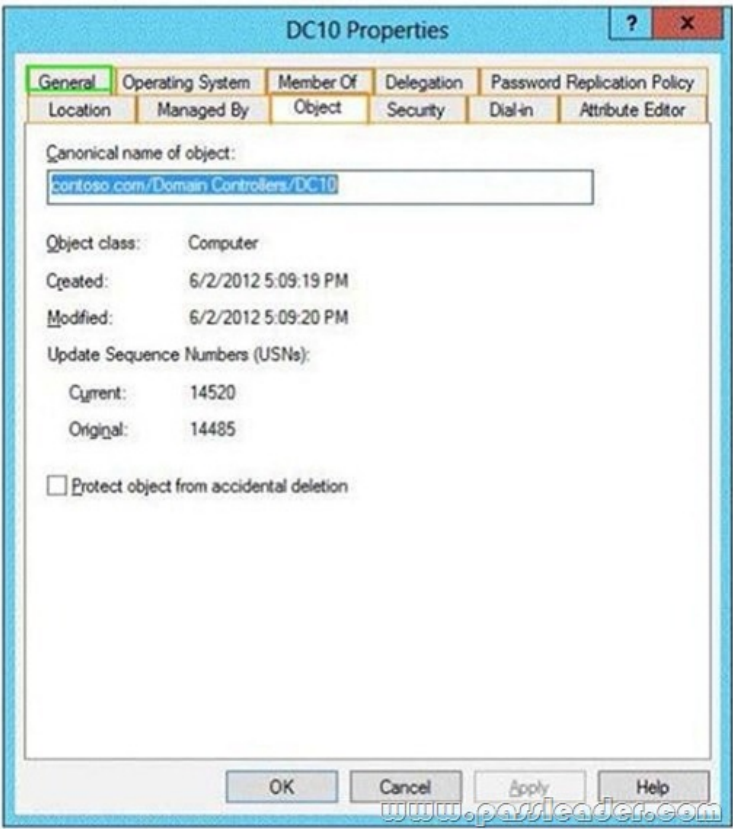 DC10 Properties
? x
General Operating System Member Of Delegation Password Replication Policy
Location Managed By Object Security Dial-in Attribute Editor
Canonical name of object:
contoso.com/Domain Controllers/DC10
Object class: Computer
Created: 6/2/2012 5:09:19 PM
Modified: 6/2/2012 5:09:20 PM
Update Sequence Numbers (USNs):
Current: 14520
Original: 14485
Protect object from accidental deletion
OK Cancel Apply Help
www.passleader.com